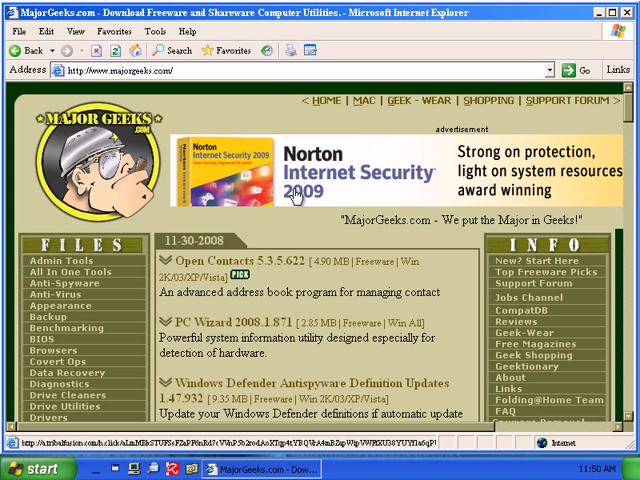 MajorGeeks.com - Download Freeware and Shareware Computer Utilities. - Microsoft Internet Explorer
File Edit View Favorites Tools Help
Back Search Favorites
Address http://www.majorgeeks.com/ Go Links
< HOME | MAC | GEEK - WEAR | SHOPPING | SUPPORT FORUM >
MAJOR GEEKS
.COM
advertisement
Norton
Internet Security 2009
Norton
Internet Security
2009
Strong on protection,
light on system resources
award winning
"MajorGeeks.com - We put the Major in Geeks!"
FILES
Admin Tools
All In One Tools
Anti-Spyware
Anti-Virus
Appearance
Backup
Benchmarking
BIOS
Browsers
Covert Ops
Data Recovery
Diagnostics
Drive Cleaners
Drive Utilities
Drivers
11-30-2008
Open Contacts 5.3.5.622 [ 4.90 MB | Freeware | Win
2K/03/XP/Vista] PICK
An advanced address book program for managing contact
PC Wizard 2008.1.871 [ 2.85 MB | Freeware | Win All]
Powerful system information utility designed especially for
detection of hardware.
Windows Defender Antispyware Definition Updates
1.47.932 [ 9.35 MB | Freeware | Win 2K/03/XP/Vista]
Update your Windows Defender definitions if automatic update
INFO
New? Start Here
Top Freeware Picks
Support Forum
Jobs Channel
CompatDB
Reviews
Geek-Wear
Free Magazines
Geek Shopping
Geektionary
About
Links
Folding@Home Team
FAQ
Internet
start
MajorGeeks.com - Dow...
11:50 AM